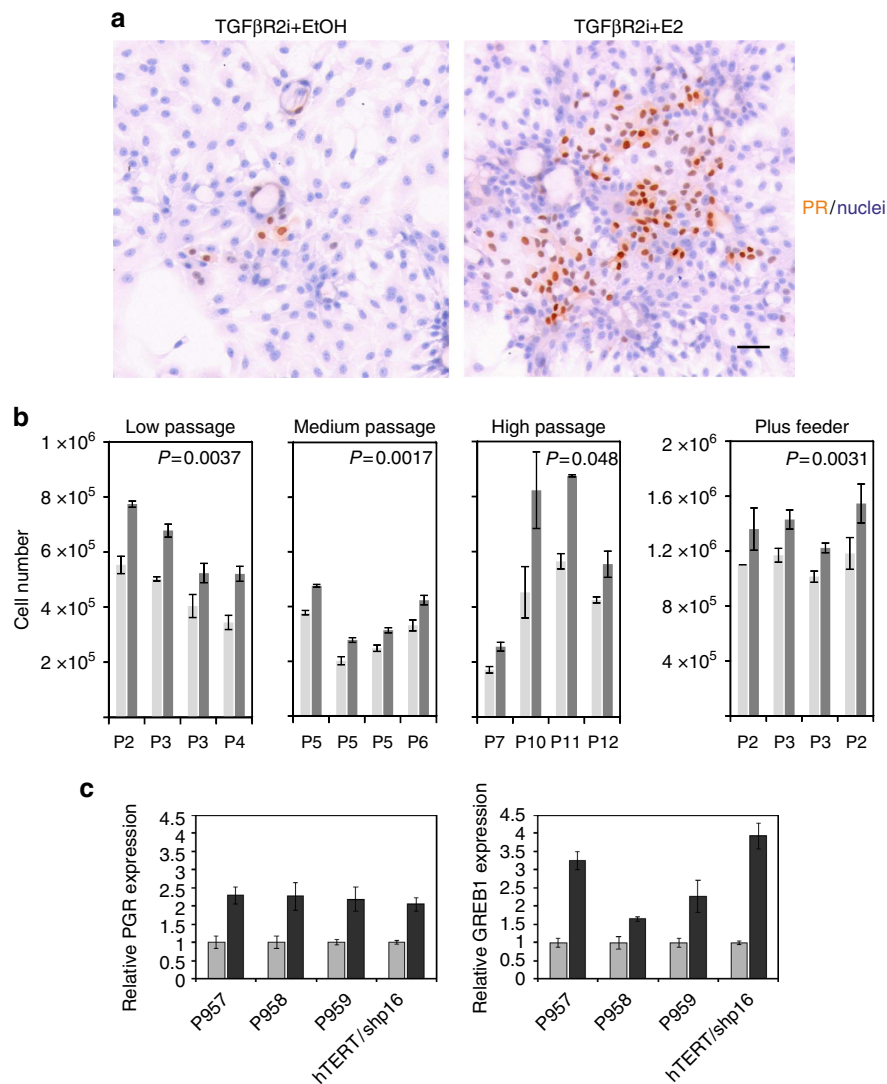 a
TGFβR2i+EtOH
TGFβR2i+E2
PR/nuclei
b
Low passage
Medium passage
High passage
Plus feeder
Cell number
1 ×10⁶
8 ×10⁵
6 ×10⁵
4 ×10⁵
2 ×10⁵
P=0.0037
P2 P3 P3 P4
P=0.0017
P5 P5 P5 P6
P=0.048
P7 P10 P11 P12
2 ×10⁶
1.6 ×10⁶
1.2 ×10⁶
8 ×10⁵
4 ×10⁵
P=0.0031
P2 P3 P3 P2
c
Relative PGR expression
4.5
4
3.5
3
2.5
2
1.5
1
0.5
0
P957
P958
P959
hTERT/shp16
Relative GREB1 expression
4.5
4
3.5
3
2.5
2
1.5
1
0.5
0
P957
P958
P959
hTERT/shp16